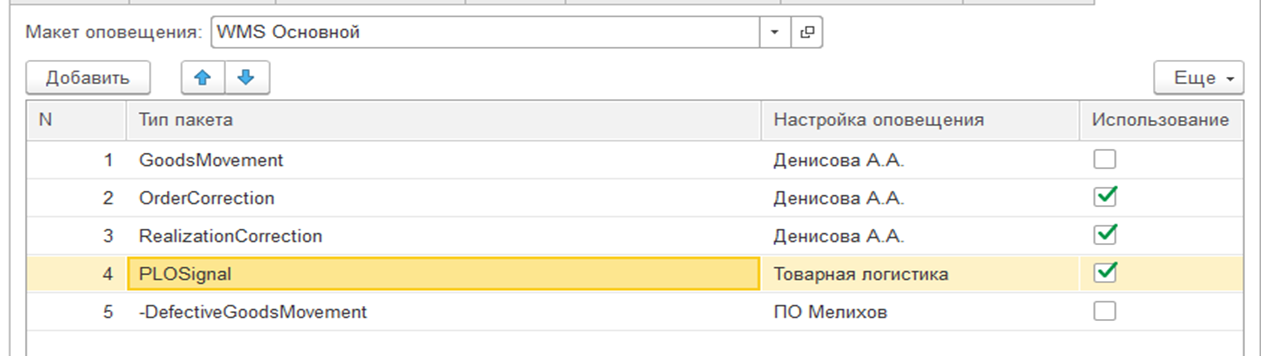 Макет оповещения: WMS Основной
Добавить Еще
N Тип пакета Настройка оповещения Использование
1 GoodsMovement Денисова А.А.
2 OrderCorrection Денисова А.А.
3 RealizationCorrection Денисова А.А.
4 PLOSignal Товарная логистика
5 -DefectiveGoodsMovement ПО Мелихов